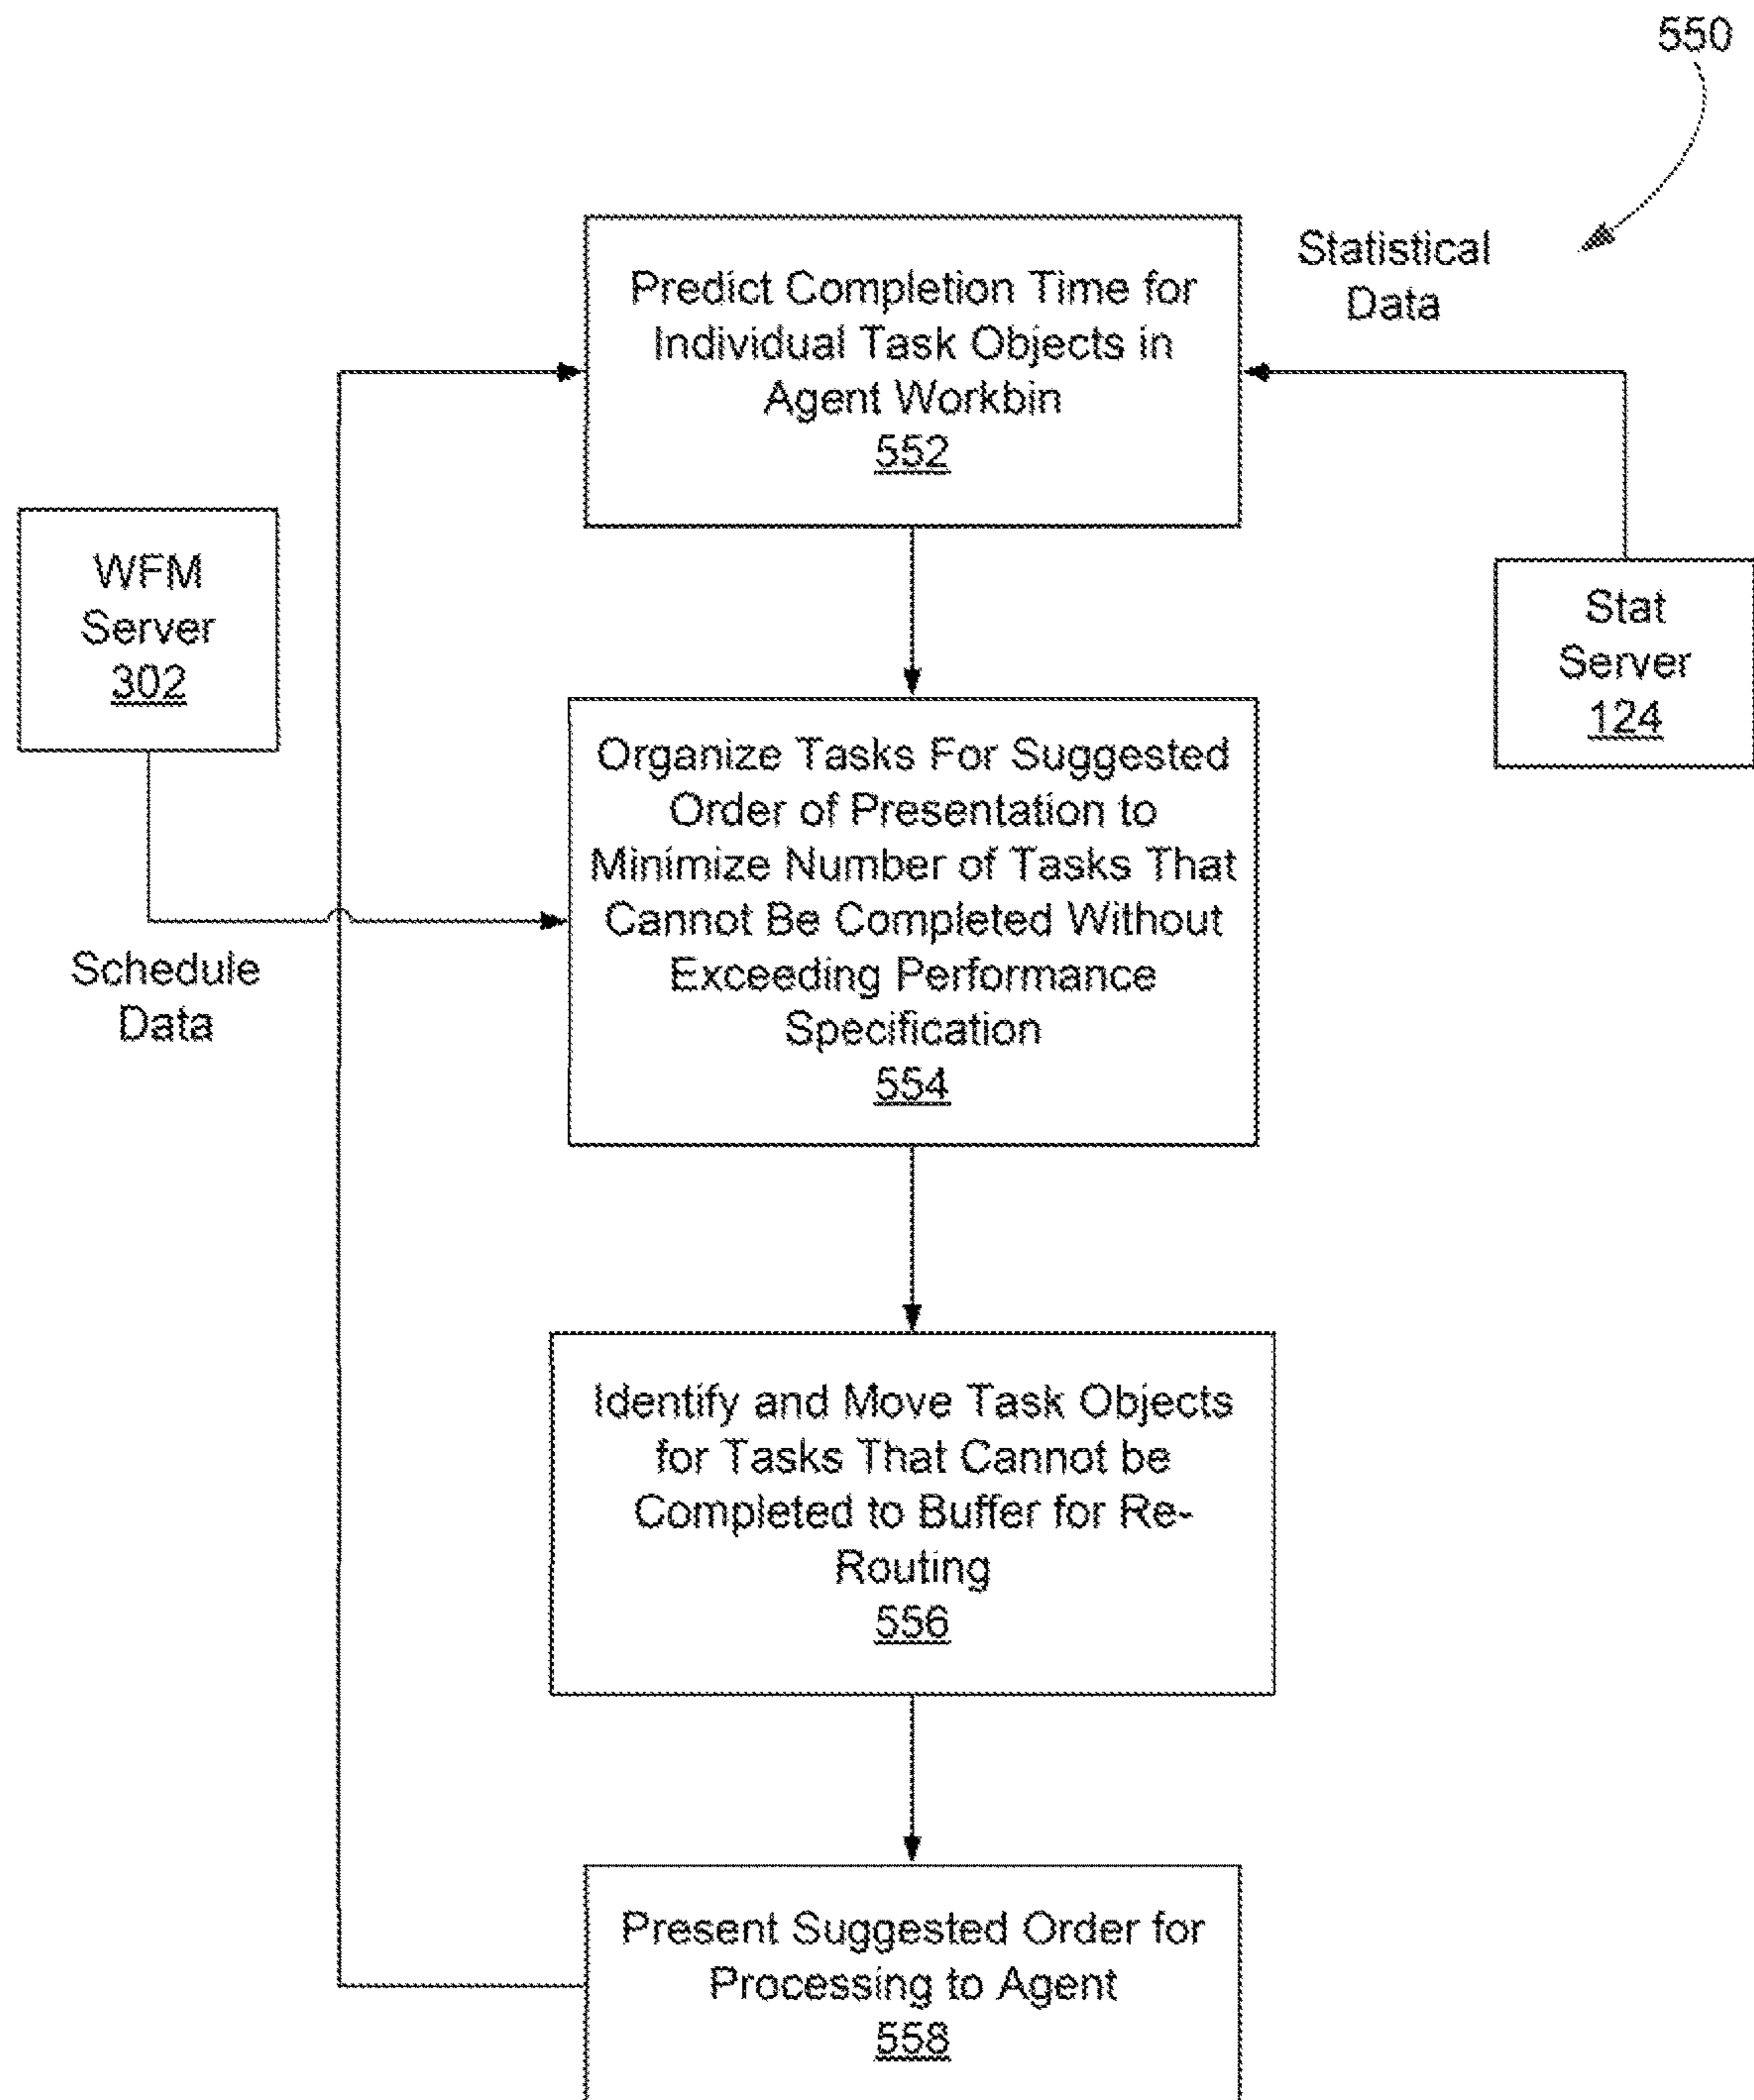 550
Predict Completion Time for
Individual Task Objects in
Agent Workbin
552
Statistical
Data
WFM
Server
302
Stat
Server
124
Organize Tasks For Suggested
Order of Presentation to
Minimize Number of Tasks That
Cannot Be Completed Without
Exceeding Performance
Specification
554
Schedule
Data
Identify and Move Task Objects
for Tasks That Cannot be
Completed to Buffer for Re-
Routing
556
Present Suggested Order for
Processing to Agent
558